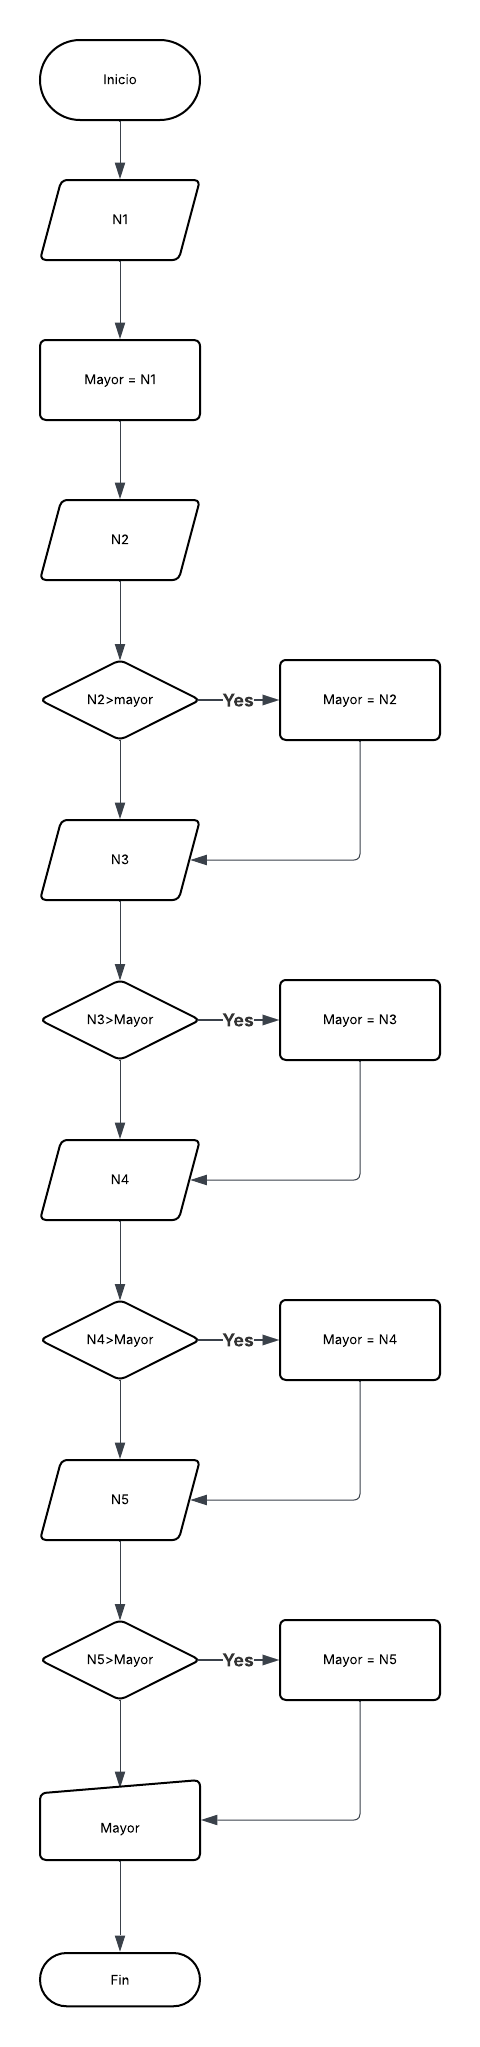 Inicio
N1
Mayor = N1
N2
N2>mayor
Yes
Mayor = N2
N3
N3>Mayor
Yes
Mayor = N3
N4
N4>Mayor
Yes
Mayor = N4
N5
N5>Mayor
Yes
Mayor = N5
Mayor
Fin